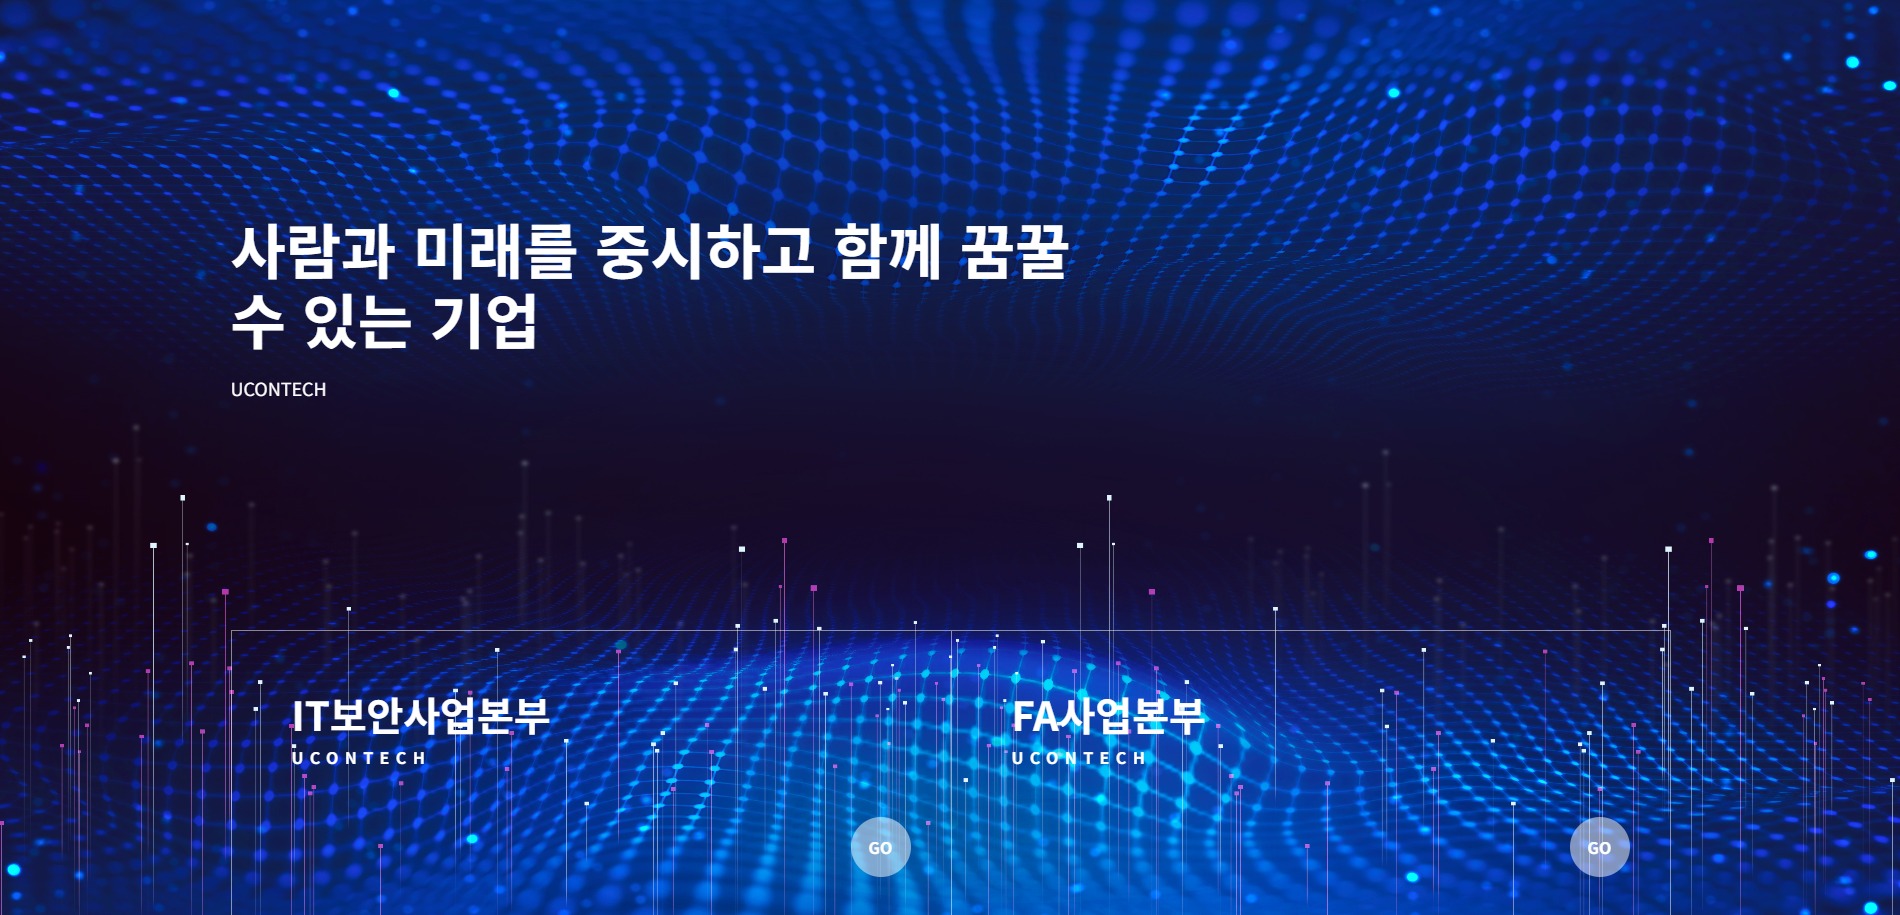 사람과 미래를 중시하고 함께 꿈꿀
수 있는 기업
UCONTECH
IT보안사업본부
UCONTECH
GO
FA사업본부
UCONTECH
GO